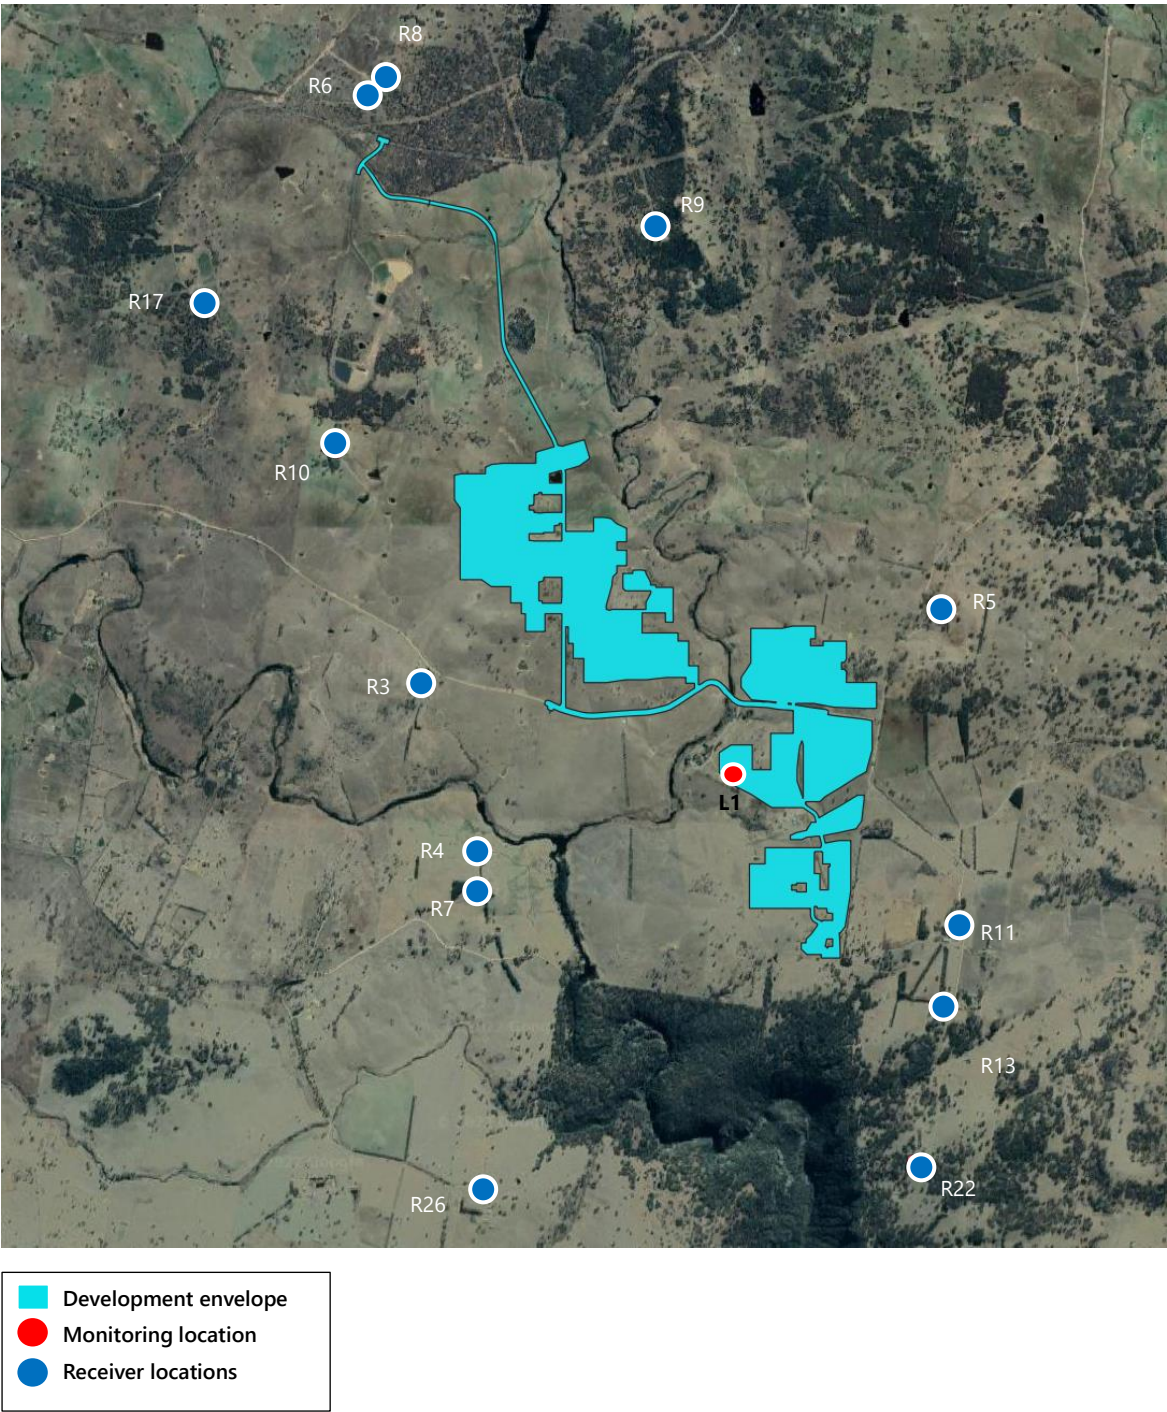 R8
R6
R9
R17
R10
R5
R3
L1
R4
R7
R11
R13
R22
R26
Development envelope
Monitoring location
Receiver locations